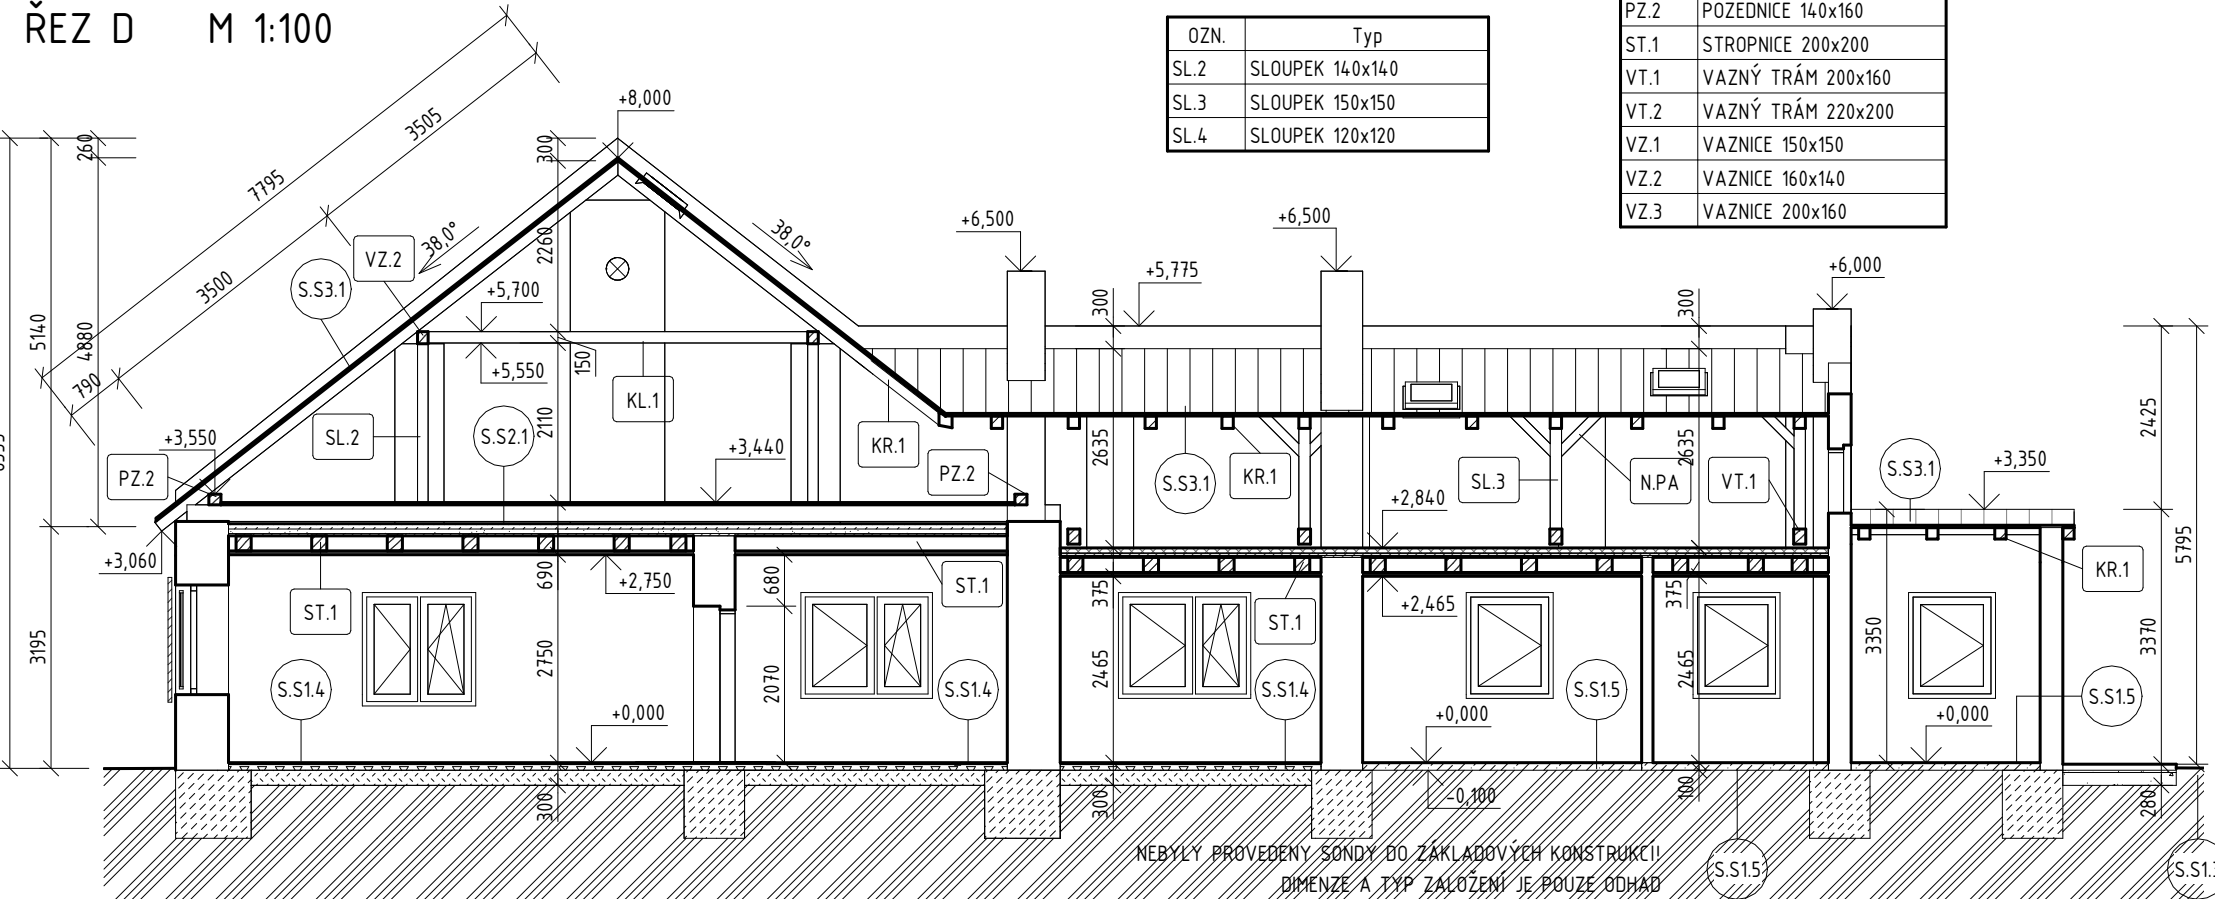 ŘEZ D M 1:100
OZN. Typ
SL.2 SLOUPEK 140x140
SL.3 SLOUPEK 150x150
SL.4 SLOUPEK 120x120
PZ.2 POZEDNICE 140x160
ST.1 STROPNICE 200x200
VT.1 VAZNÝ TRÁM 200x160
VT.2 VAZNÝ TRÁM 220x200
VZ.1 VAZNICE 150x150
VZ.2 VAZNICE 160x140
VZ.3 VAZNICE 200x160
7795
3505
3500
790
260
5140
4880
3195
+8,000
300
2260
38,0°
38,0°
VZ.2
S.S3.1
+5,700
+5,550
150
KL.1
2110
SL.2
S.S2.1
+3,550
PZ.2
+3,440
KR.1
PZ.2
+3,060
690
+2,750
680
ST.1
ST.1
2750
2070
S.S1.4
S.S1.4
+0,000
300
+6,500
+6,500
+5,775
+6,000
300
300
2635
2635
S.S3.1
KR.1
SL.3
N.PA
VT.1
+2,840
375
375
+2,465
ST.1
2465
2465
S.S1.4
S.S1.5
+0,000
-0,100
300
100
S.S3.1
+3,350
KR.1
3350
+0,000
S.S1.5
2425
3370
5795
280
NEBYLY PROVEDENY SONDY DO ZÁKLADOVÝCH KONSTRUKCÍ!
DIMENZE A TYP ZALOŽENÍ JE POUZE ODHAD
S.S1.5